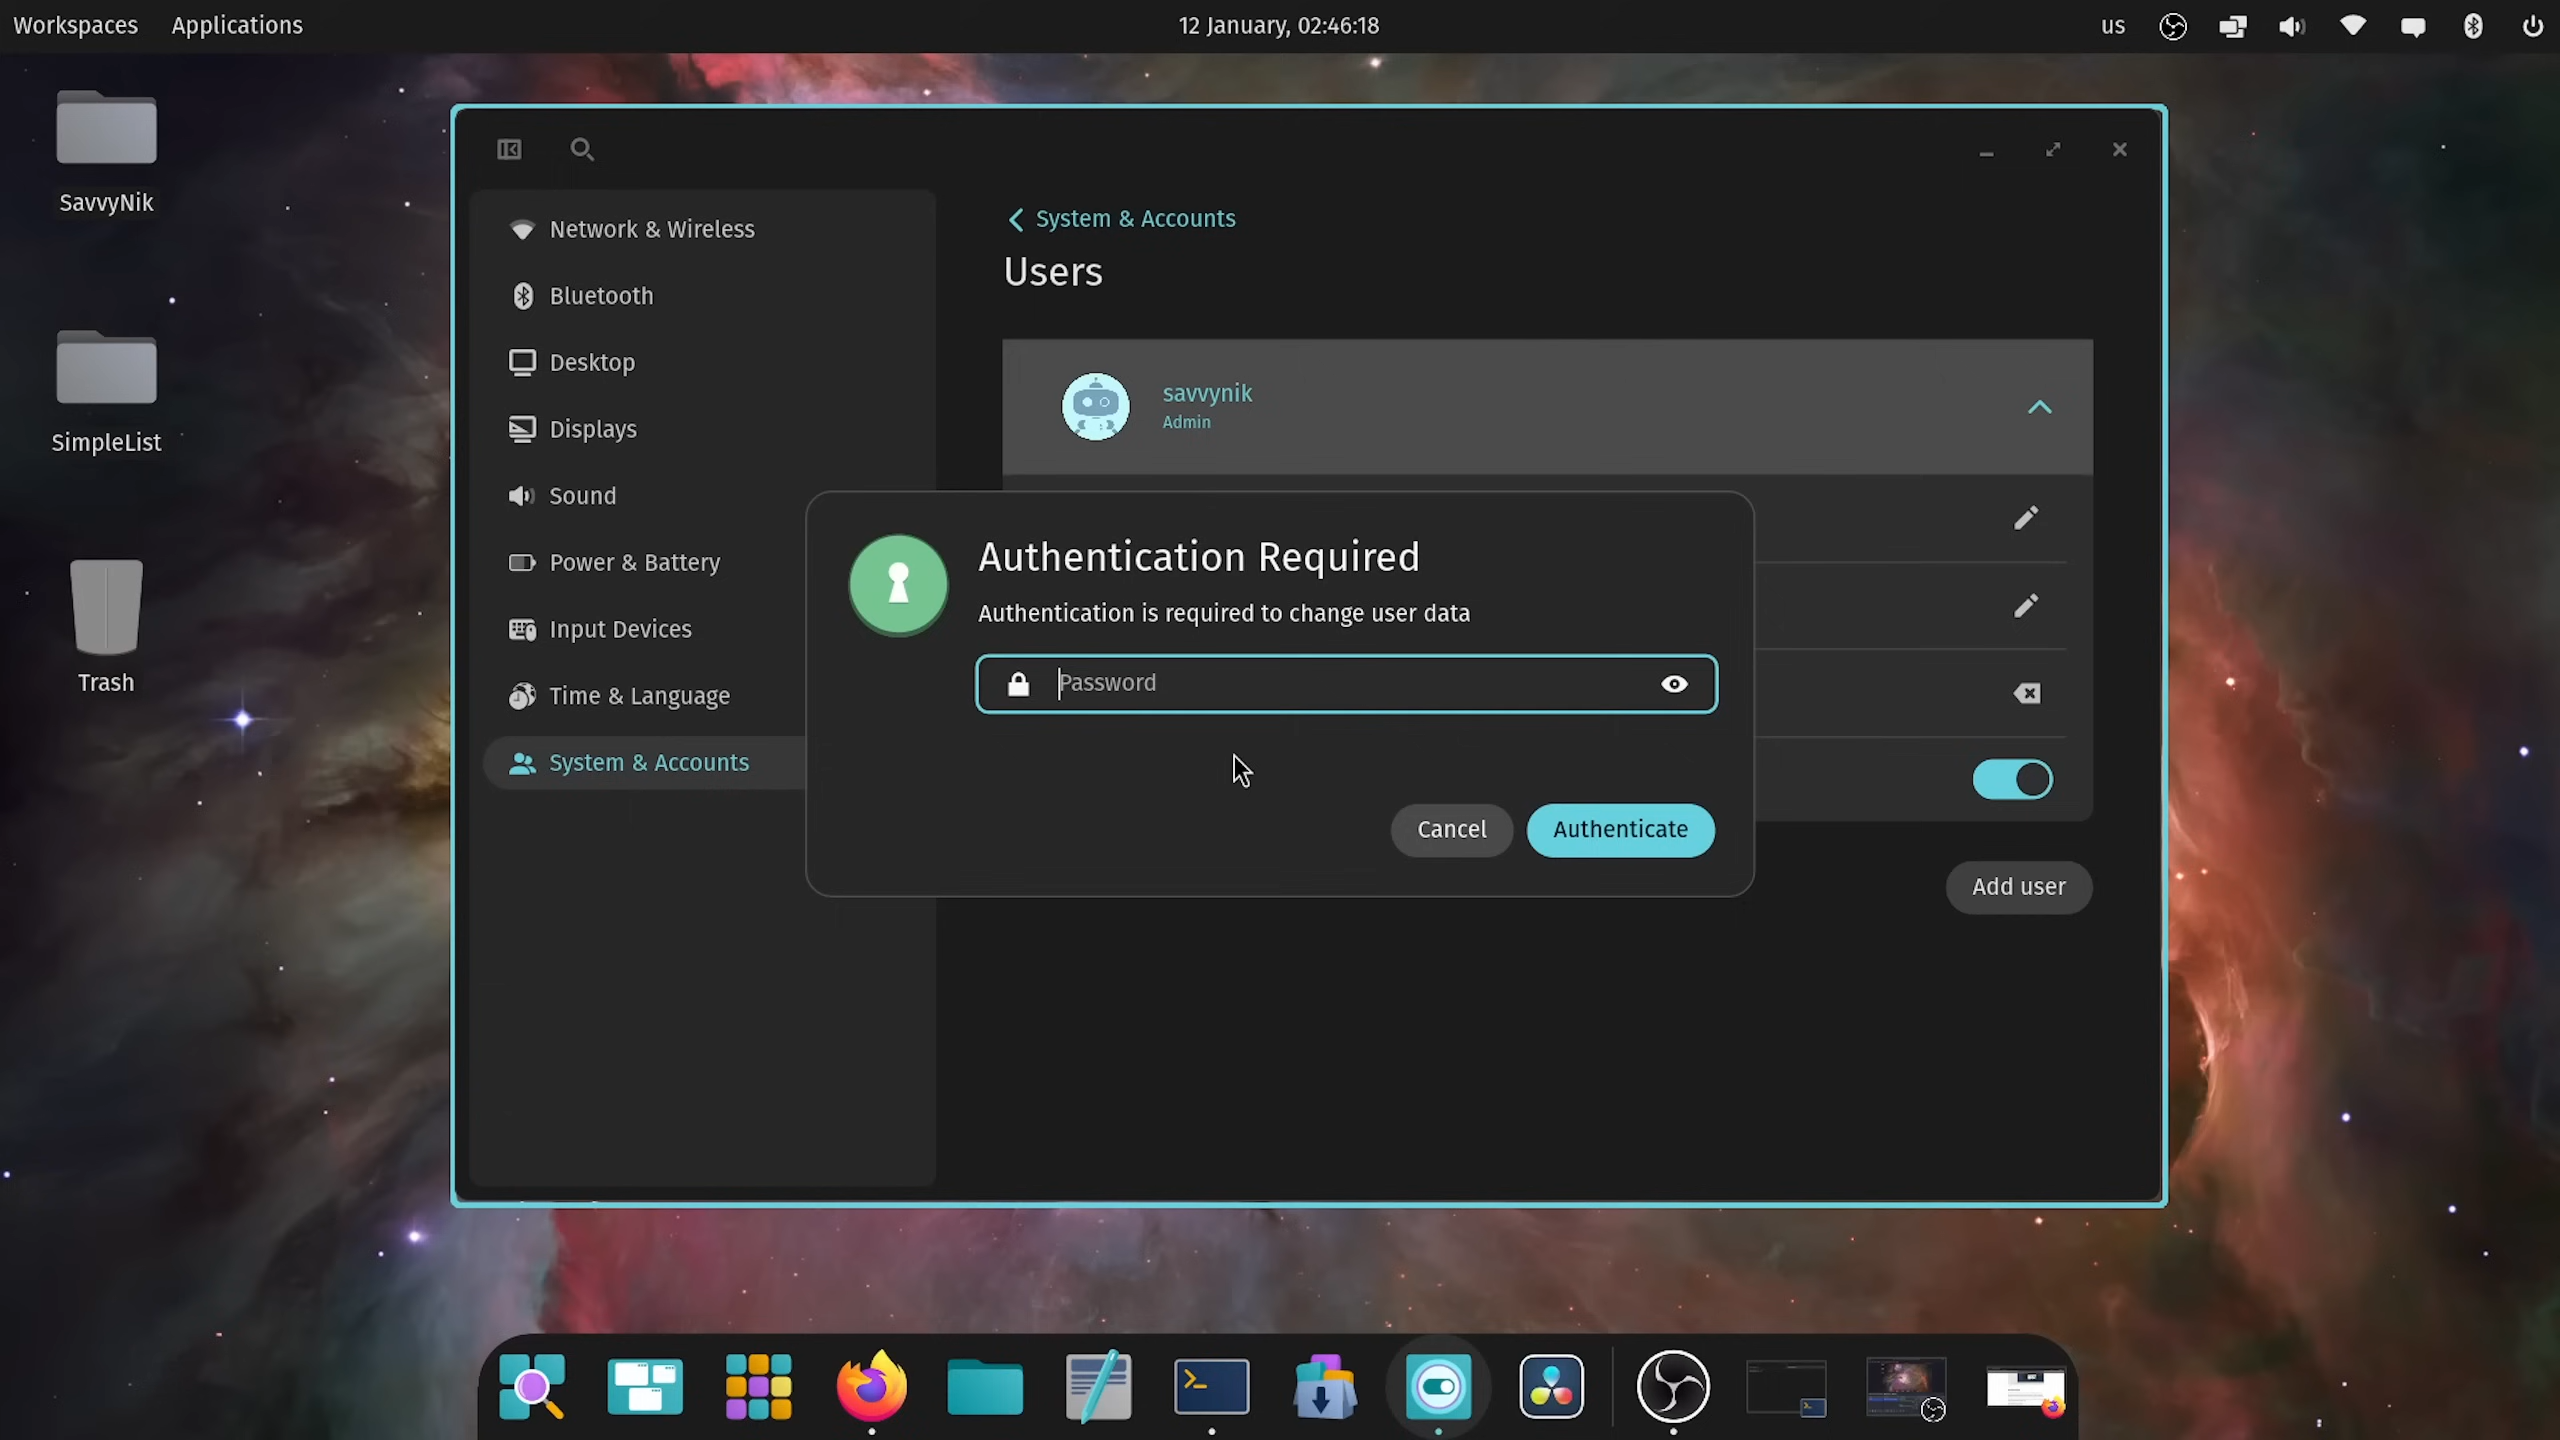 Workspaces Applications 12 January, 02:46:18 us
SavvyNik
SimpleList
Trash
Network & Wireless
Bluetooth
Desktop
Displays
Sound
Power & Battery
Input Devices
Time & Language
System & Accounts
System & Accounts
Users
savvynik
Admin
Authentication Required
Authentication is required to change user data
Password
Cancel Authenticate
Add user